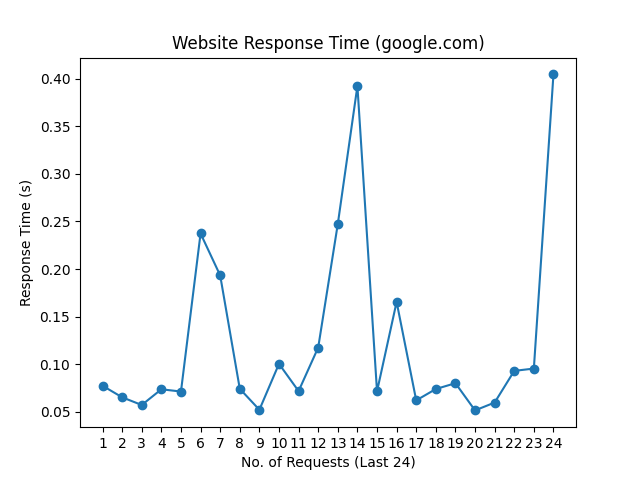 Website Response Time (google.com)
0.40
0.35
0.30
0.25
0.20
0.15
0.10
0.05
Response Time (s)
1 2 3 4 5 6 7 8 9 10 11 12 13 14 15 16 17 18 19 20 21 22 23 24
No. of Requests (Last 24)